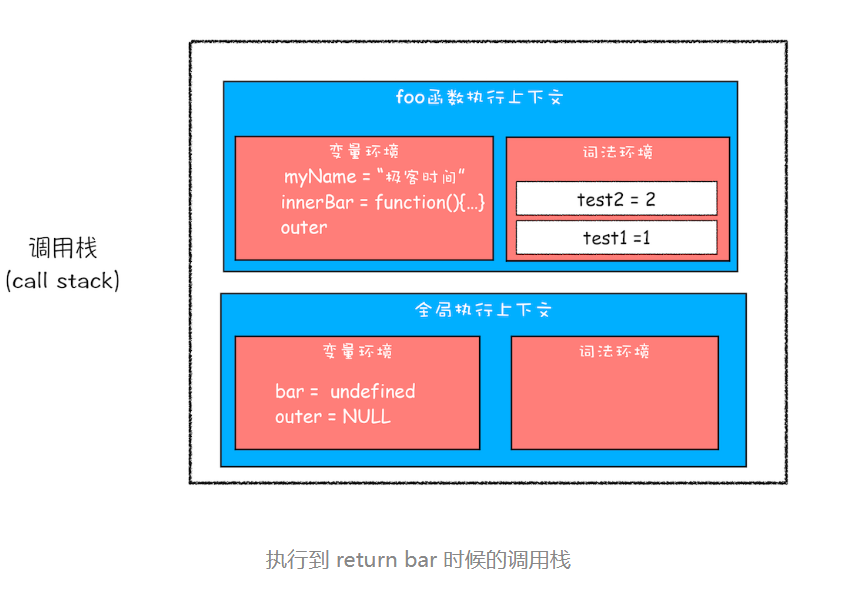 foo函数执行上下文
变量环境
myName = “极客时间”
innerBar = function(){...}
outer
词法环境
test2 = 2
test1 =1
调用栈
(call stack)
全局执行上下文
变量环境
bar = undefined
outer = NULL
词法环境
执行到 return bar 时候的调用栈